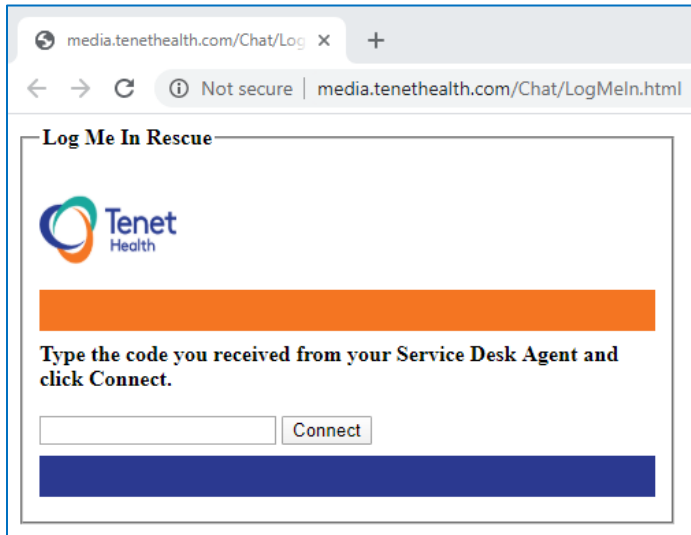 media.tenethealth.com/Chat/Log
Not secure | media.tenethealth.com/Chat/LogMeIn.html
Log Me In Rescue
Tenet
Health
Type the code you received from your Service Desk Agent and
click Connect.
Connect